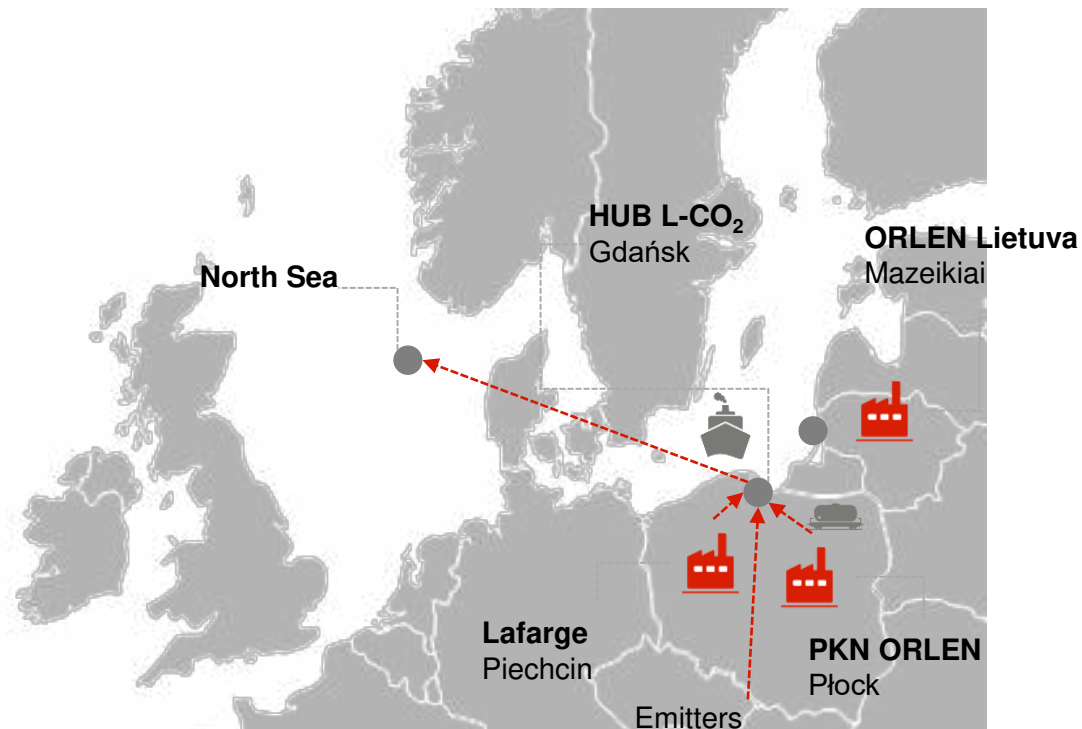 HUB L-CO₂
Gdańsk
ORLEN Lietuva
Mazeikiai
North Sea
Lafarge
Piechcin
PKN ORLEN
Płock
Emitters